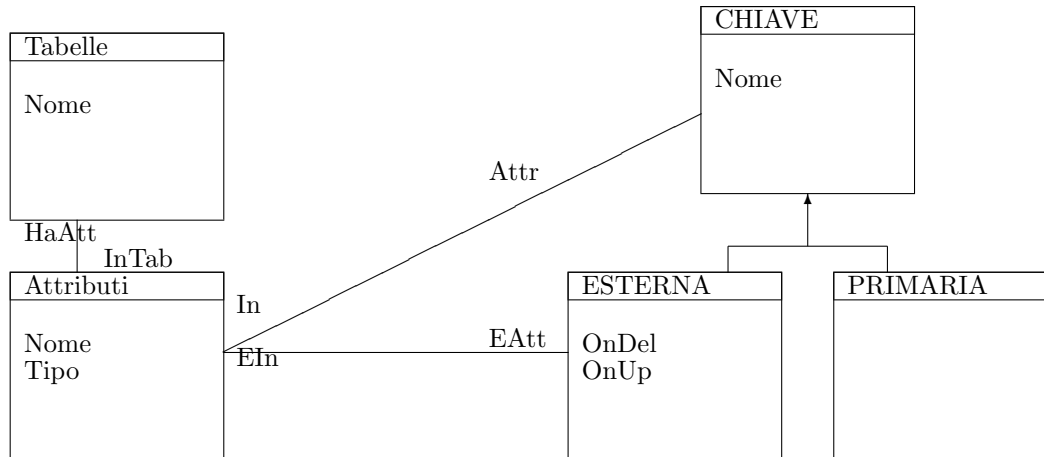 CHIAVE
Tabelle
Nome
Nome
Attr
HaAtt
InTab
Attributi
ESTERNA
PRIMARIA
In
EAtt
Nome
OnDel
EIn
Tipo
OnUp